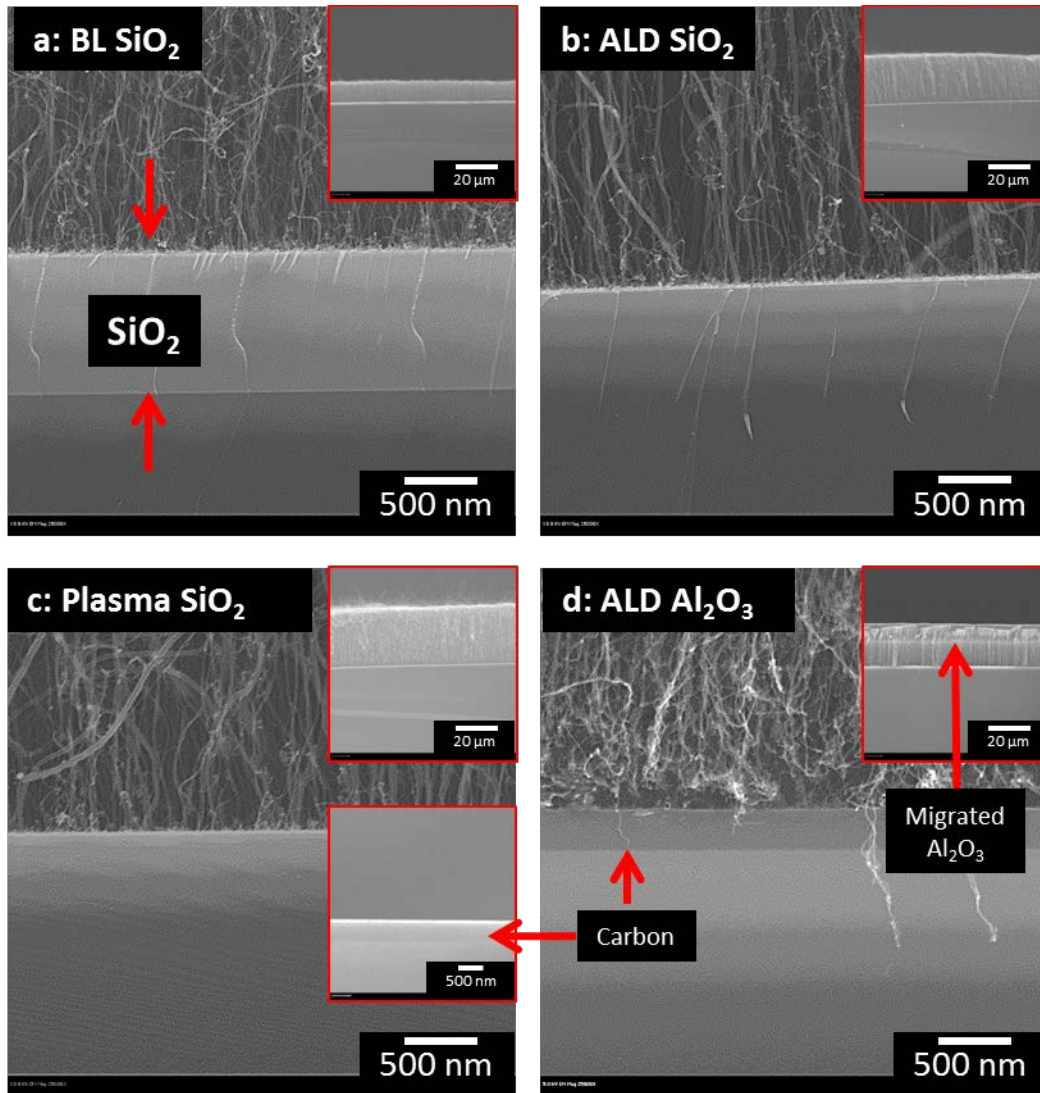 a: BL SiO₂
20 µm
SiO₂
500 nm
b: ALD SiO₂
20 µm
500 nm
c: Plasma SiO₂
20 µm
500 nm
500 nm
d: ALD Al₂O₃
20 µm
Migrated
Al₂O₃
Carbon
500 nm